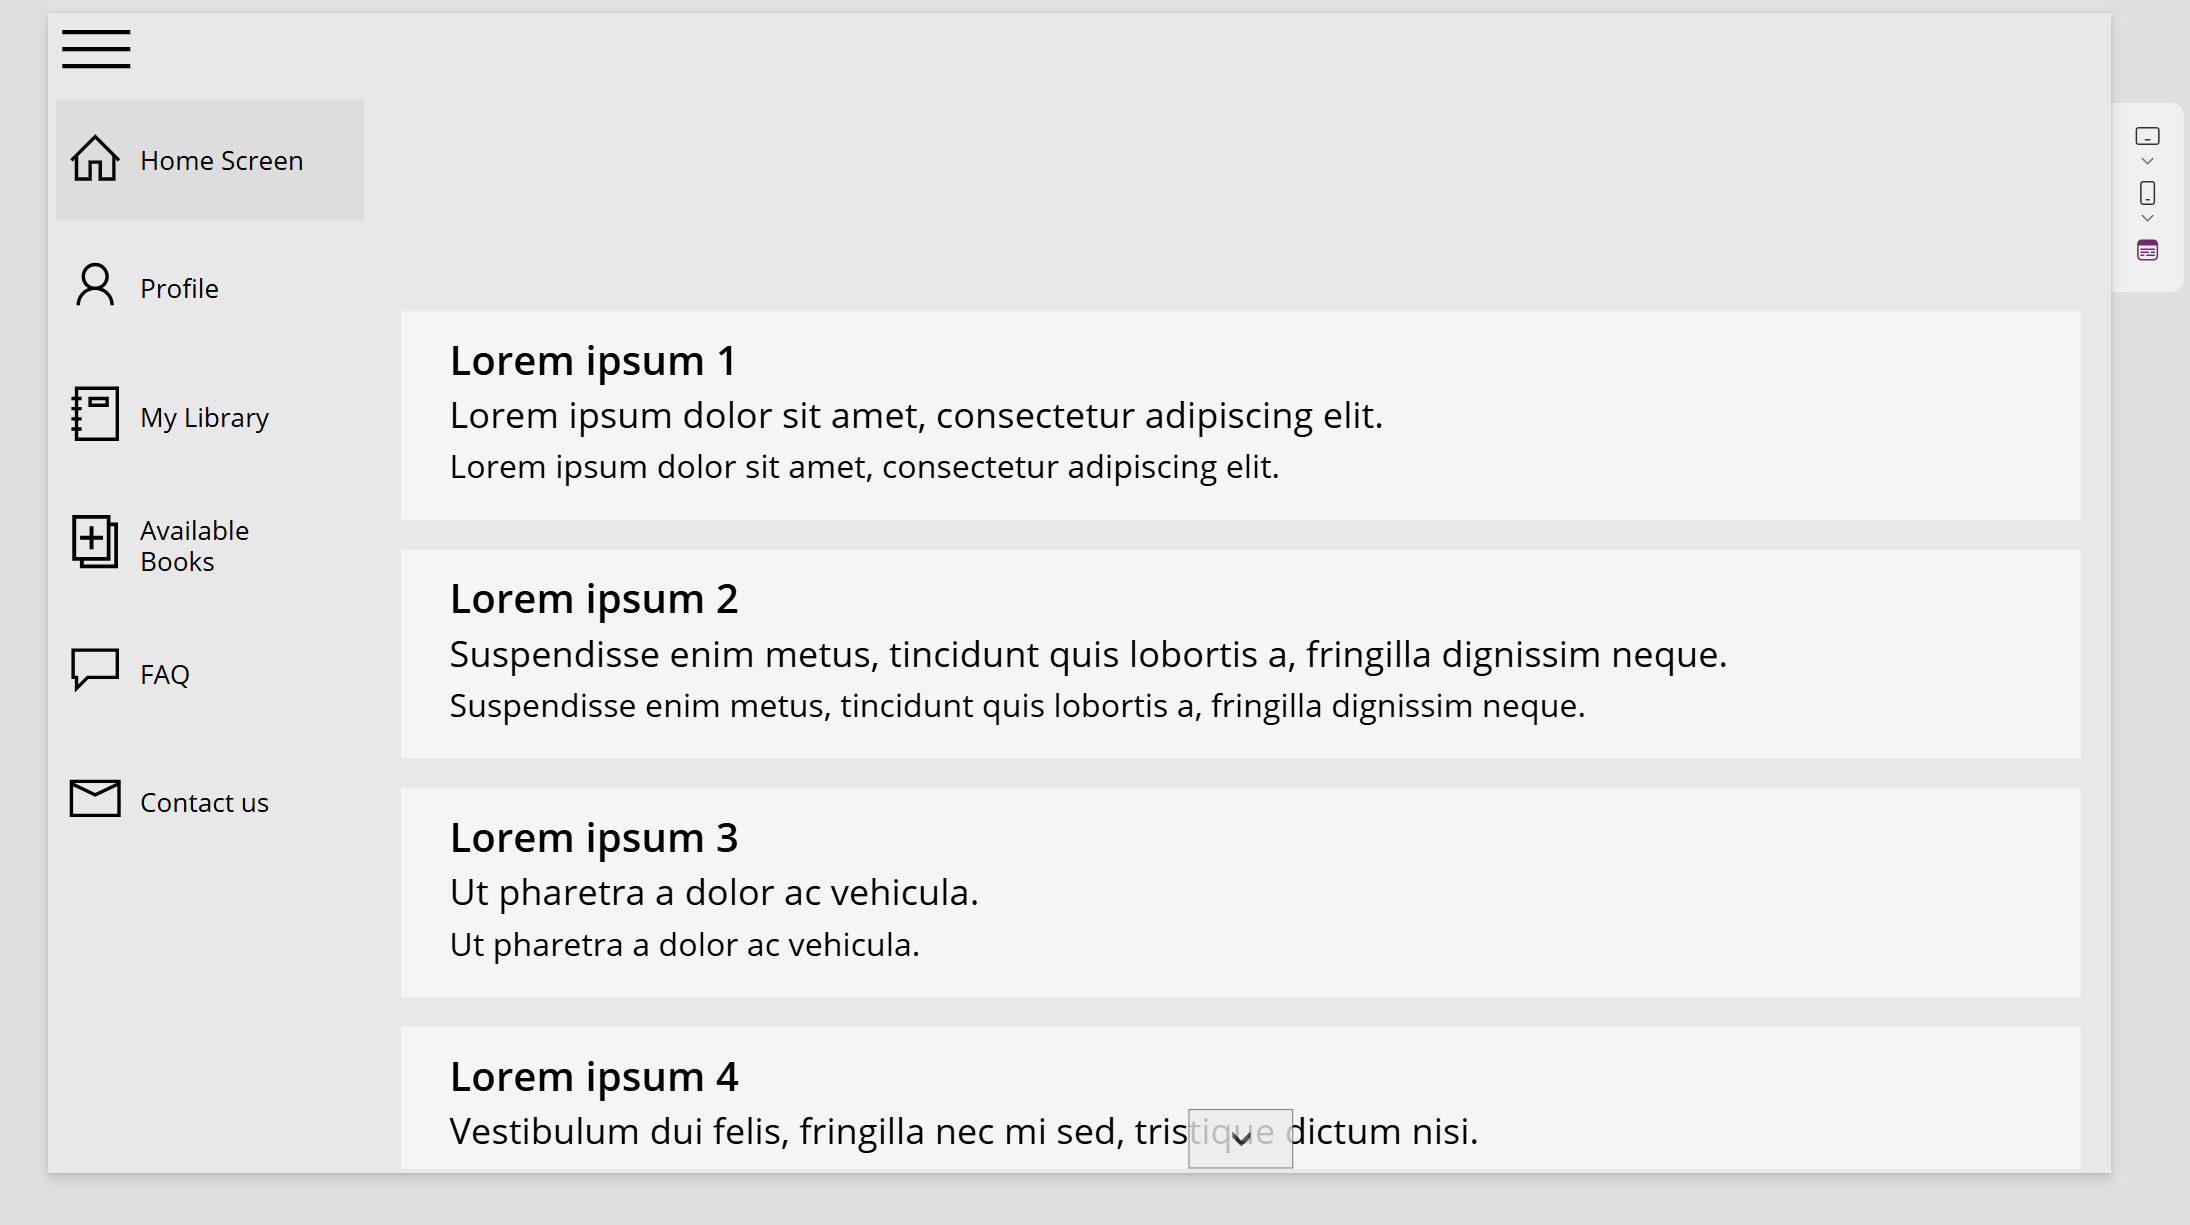 Home Screen
Profile
My Library
Available
Books
FAQ
Contact us
Lorem ipsum 1
Lorem ipsum dolor sit amet, consectetur adipiscing elit.
Lorem ipsum dolor sit amet, consectetur adipiscing elit.
Lorem ipsum 2
Suspendisse enim metus, tincidunt quis lobortis a, fringilla dignissim neque.
Suspendisse enim metus, tincidunt quis lobortis a, fringilla dignissim neque.
Lorem ipsum 3
Ut pharetra a dolor ac vehicula.
Ut pharetra a dolor ac vehicula.
Lorem ipsum 4
Vestibulum dui felis, fringilla nec mi sed, tristique dictum nisi.